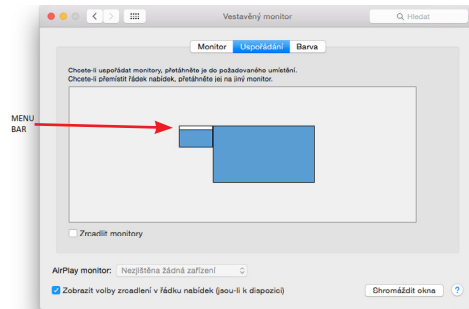 Vestavěný monitor
Hledat
Monitor Uspořádání Barva
Chcete-li uspořádat monitory, přetáhněte je do požadovaného umístění.
Chcete-li přemístit řádek nabídek, přetáhněte jej na jiný monitor.
MENU
BAR
Zrcadlit monitory
AirPlay monitor: Nezjištěna žádná zařízení
Zobrazit volby zrcadlení v řádku nabídek (jsou-li k dispozici)
Shromáždit okna ?